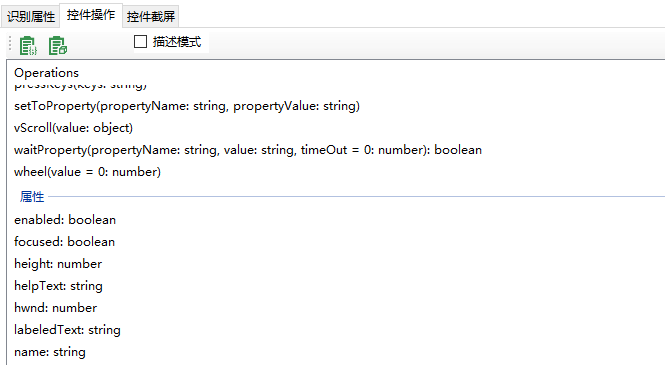 识别属性 控件操作 控件截屏
描述模式
Operations
pressKeys(keys: string)
setToProperty(propertyName: string, propertyValue: string)
vScroll(value: object)
waitProperty(propertyName: string, value: string, timeOut = 0: number): boolean
wheel(value = 0: number)
属性
enabled: boolean
focused: boolean
height: number
helpText: string
hwnd: number
labeledText: string
name: string